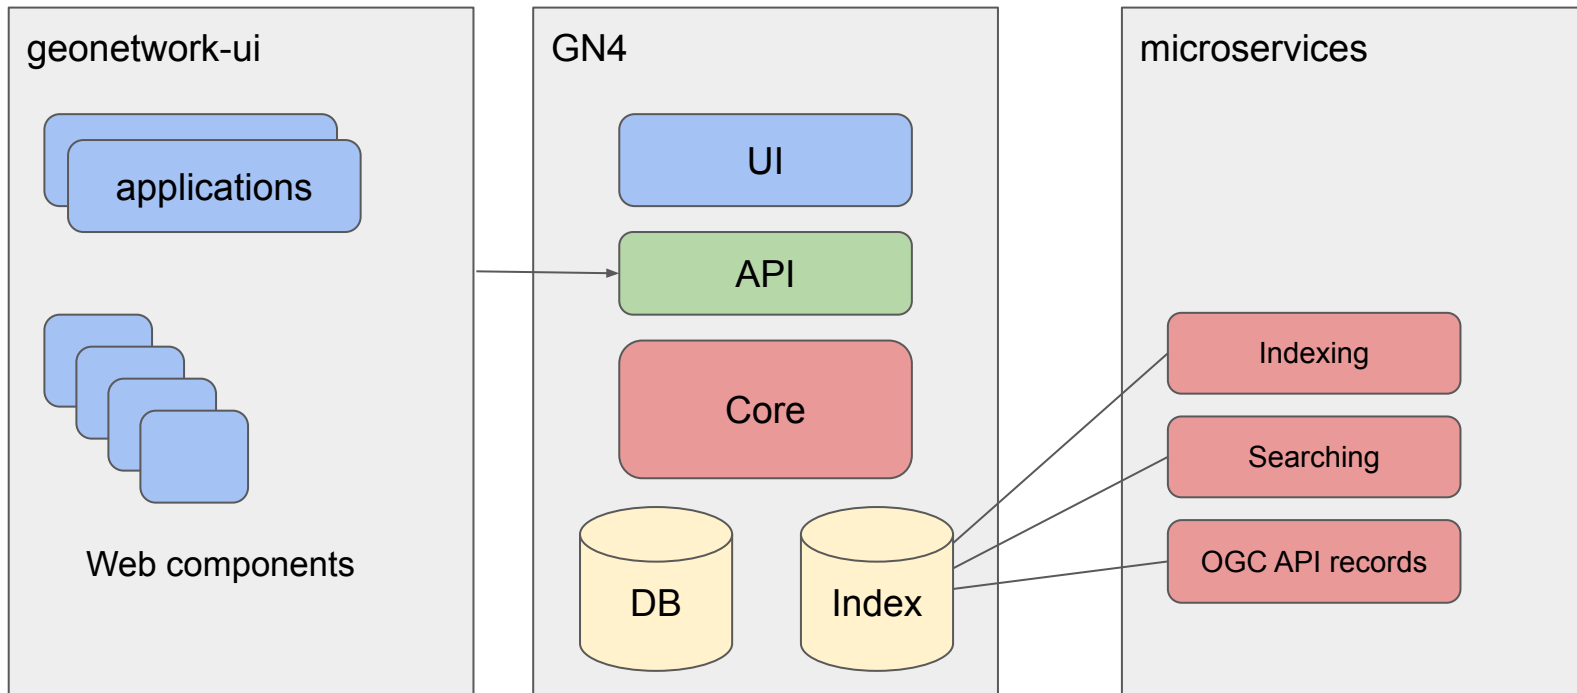 geonetwork-ui
applications
Web components
GN4
UI
API
Core
DB
Index
microservices
Indexing
Searching
OGC API records